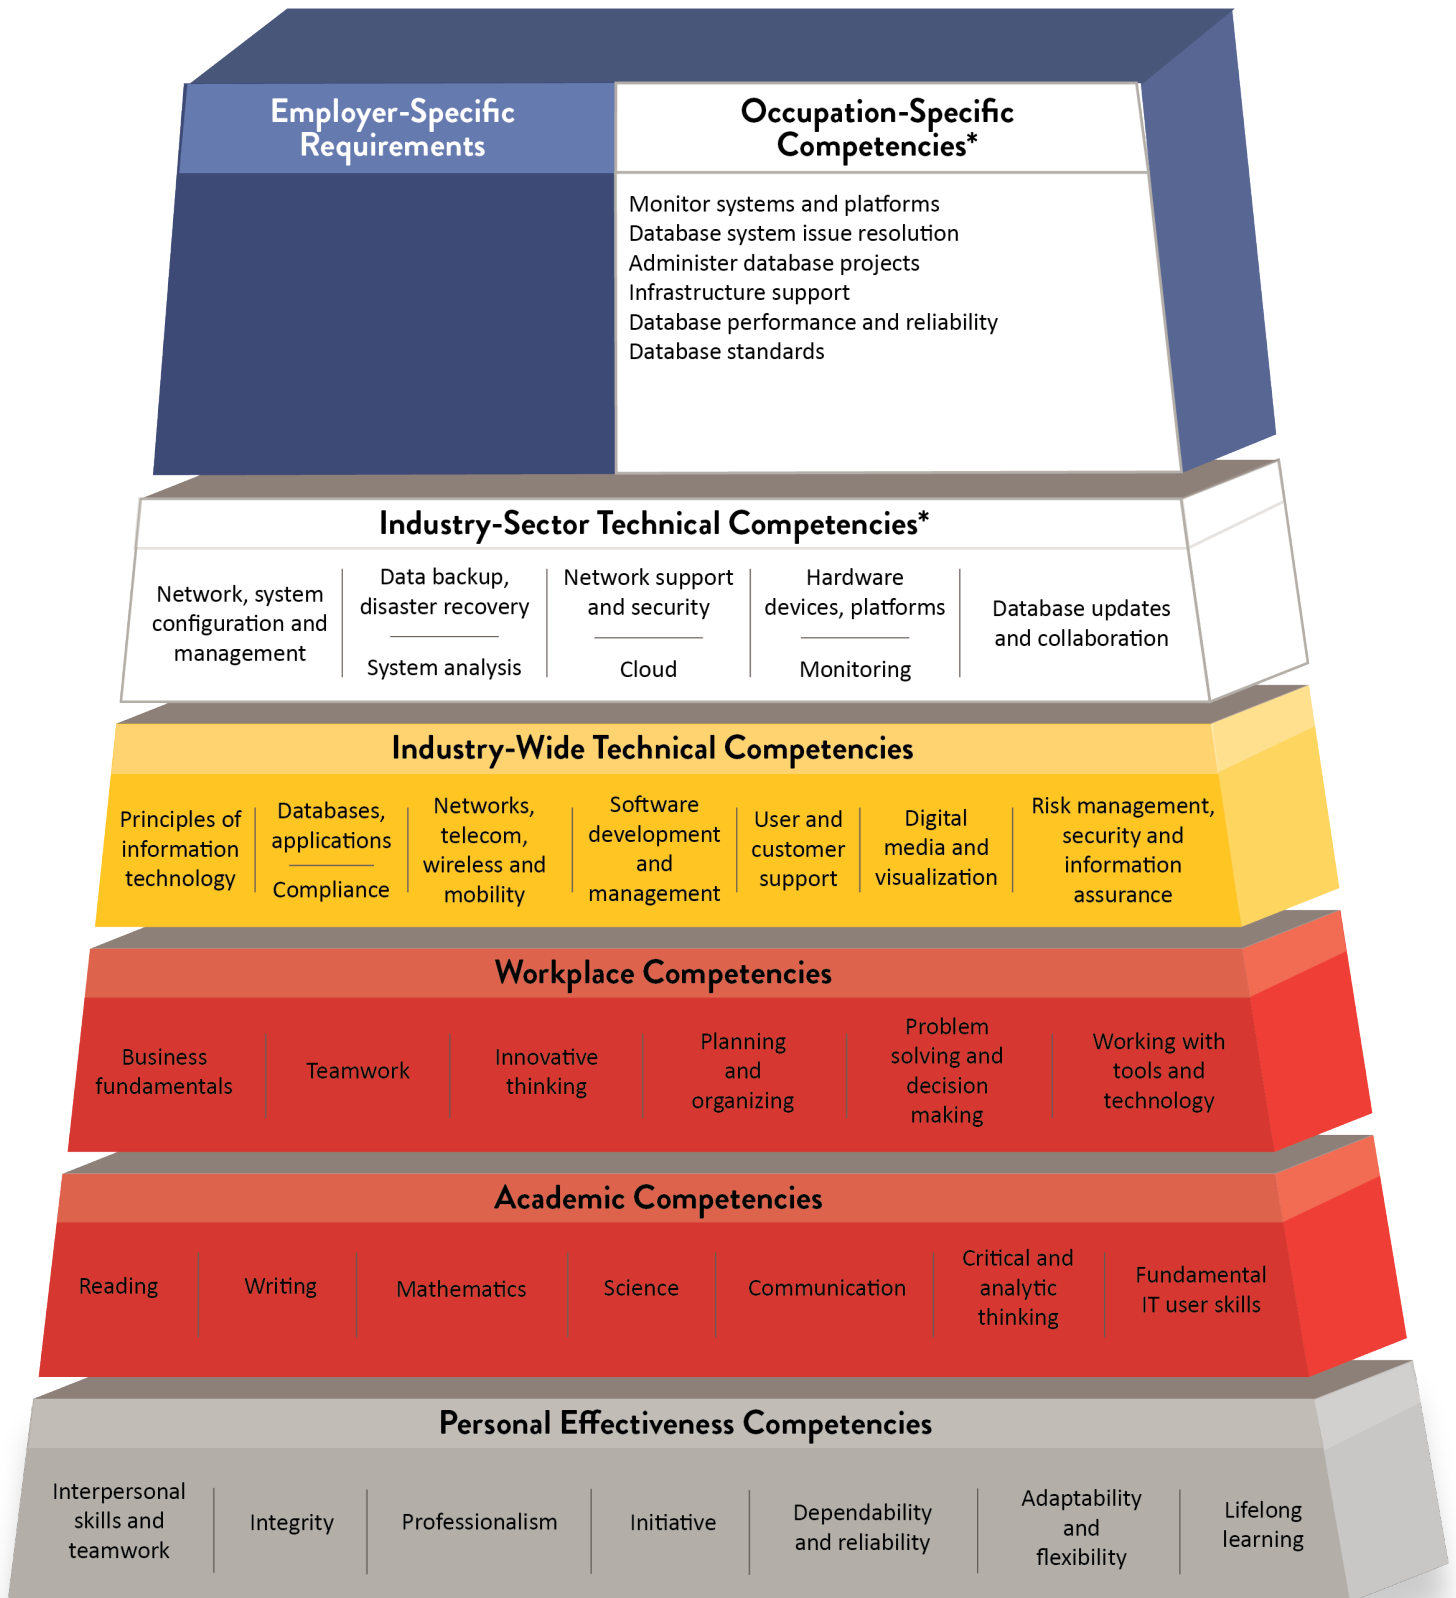 Employer-Specific
Requirements
Occupation-Specific
Competencies*
Monitor systems and platforms
Database system issue resolution
Administer database projects
Infrastructure support
Database performance and reliability
Database standards
Industry-Sector Technical Competencies*
Network, system
configuration and
management
Data backup,
disaster recovery
System analysis
Network support
and security
Cloud
Hardware
devices, platforms
Monitoring
Database updates
and collaboration
Industry-Wide Technical Competencies
Principles of
information
technology
Databases,
applications
Compliance
Networks,
telecom,
wireless and
mobility
Software
development
and
management
User and
customer
support
Digital
media and
visualization
Risk management,
security and
information
assurance
Workplace Competencies
Business
fundamentals
Teamwork
Innovative
thinking
Planning
and
organizing
Problem
solving and
decision
making
Working with
tools and
technology
Academic Competencies
Reading
Writing
Mathematics
Science
Communication
Critical and
analytic
thinking
Fundamental
IT user skills
Personal Effectiveness Competencies
Interpersonal
skills and
teamwork
Integrity
Professionalism
Initiative
Dependability
and reliability
Adaptability
and
flexibility
Lifelong
learning